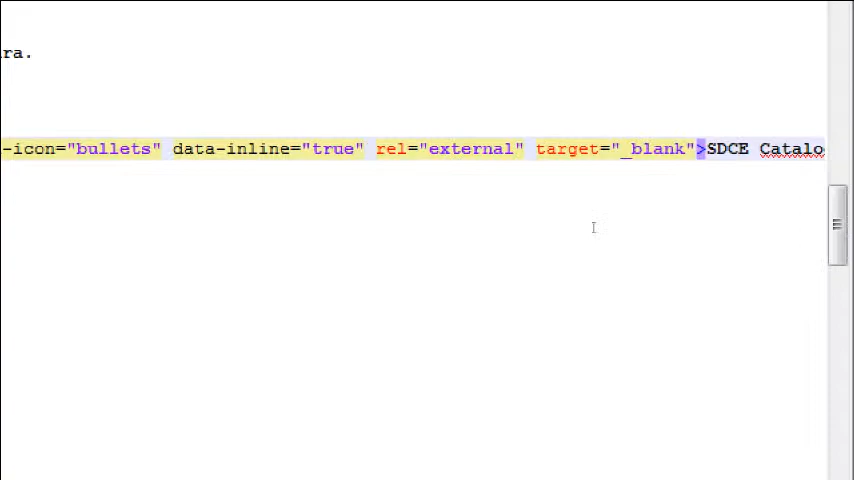 ra.
-icon="bullets" data-inline="true" rel="external" target="_blank">SDCE Catalo